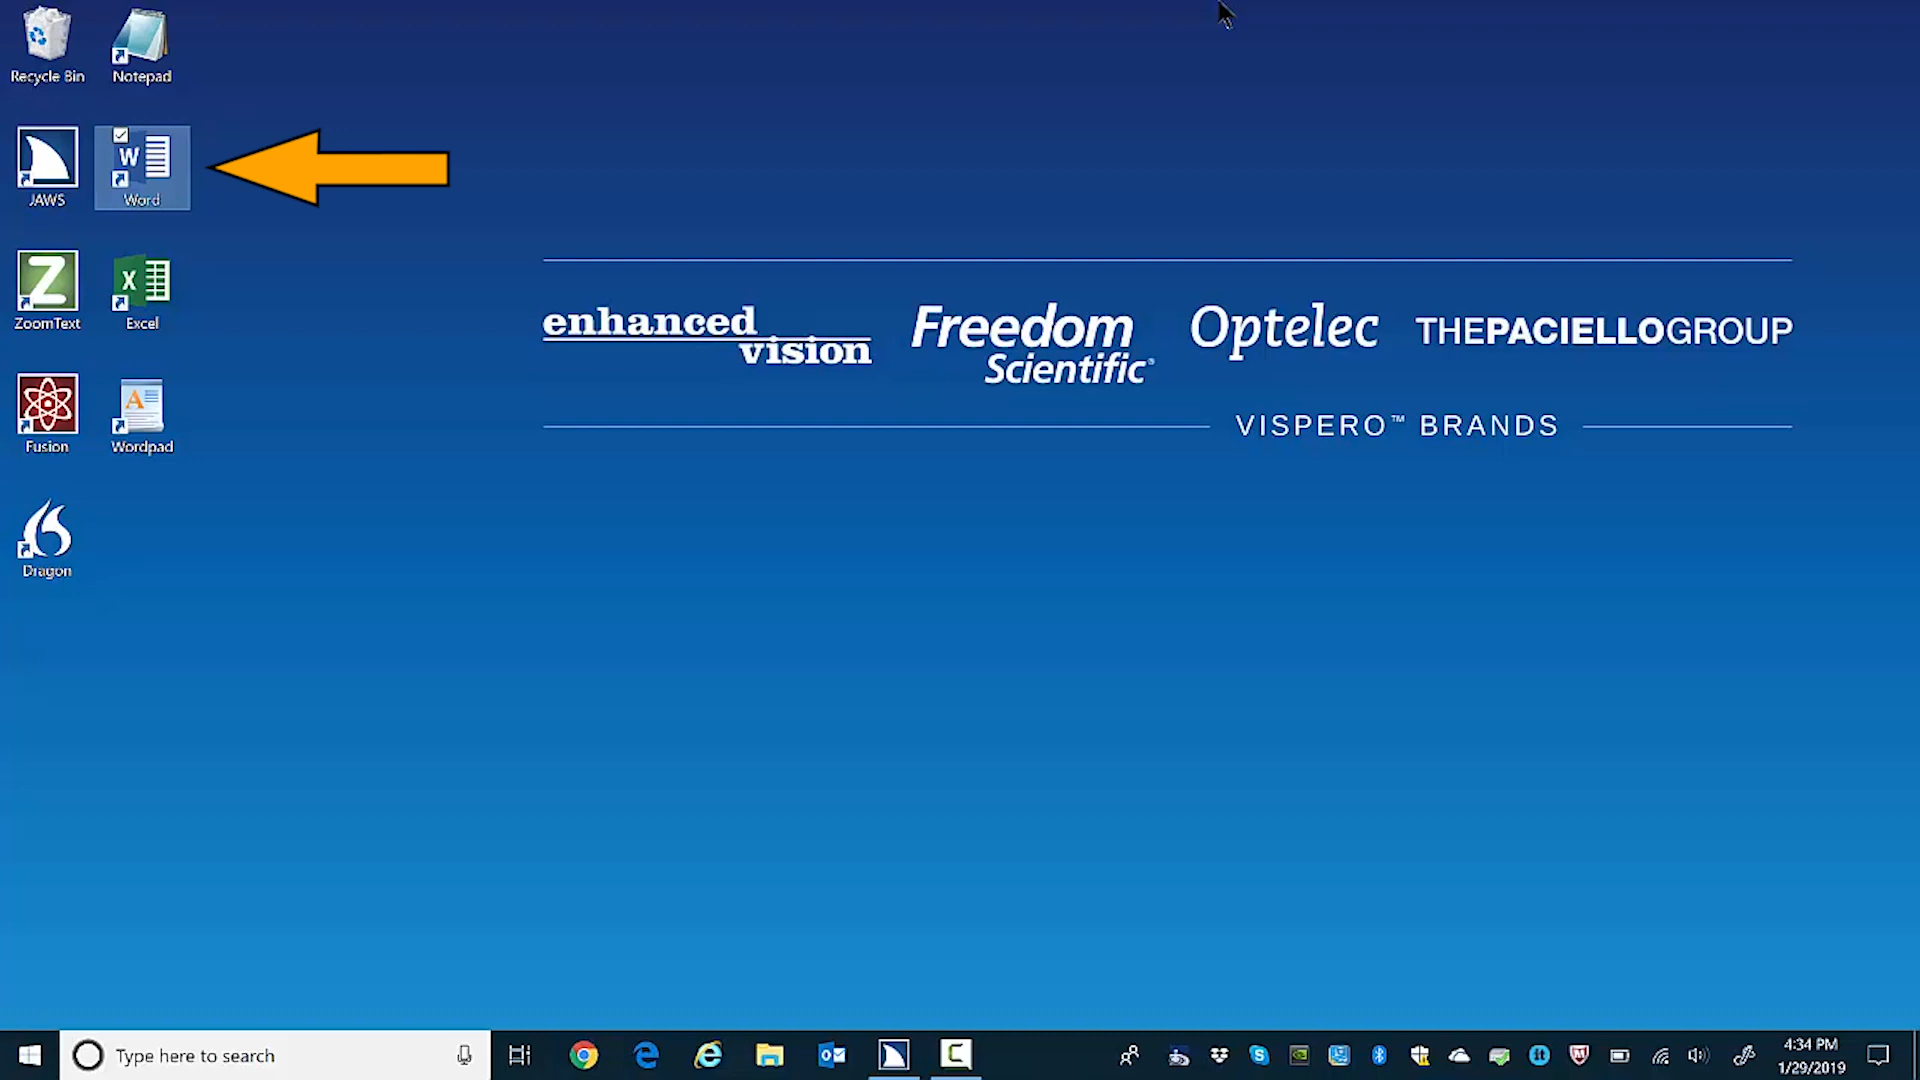 Recycle Bin
Notepad
JAWS
W
Word
Z
ZoomText
X
Excel
Fusion
A
Wordpad
Dragon
enhanced
vision
Freedom
Scientific®
Optelec
THEPACIELLOGROUP
VISPERO™ BRANDS
Type here to search
4:34 PM
1/29/2019